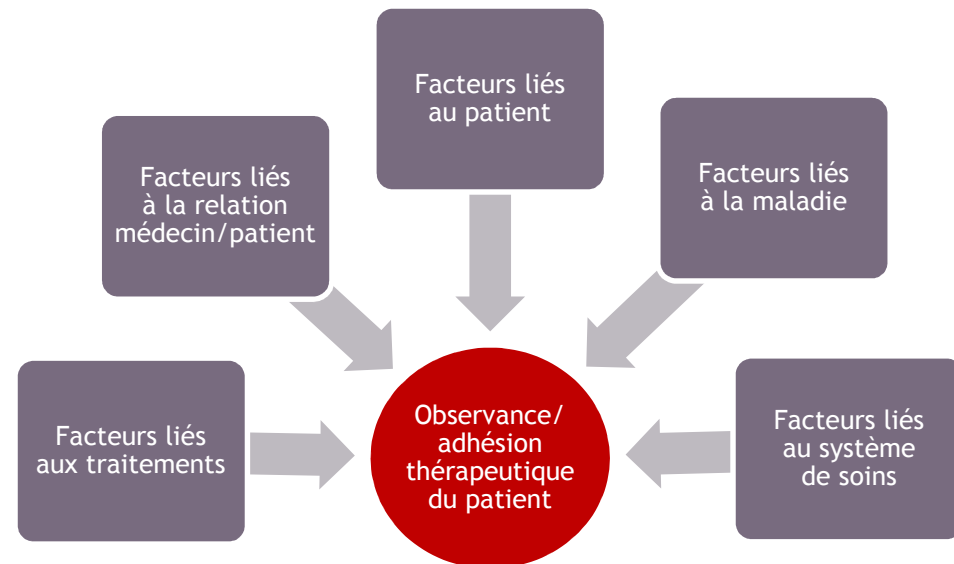 Facteurs liés
au patient
Facteurs liés
à la relation
médecin/patient
Facteurs liés
à la maladie
Facteurs liés
aux traitements
Observance/
adhésion
thérapeutique
du patient
Facteurs liés
au système
de soins